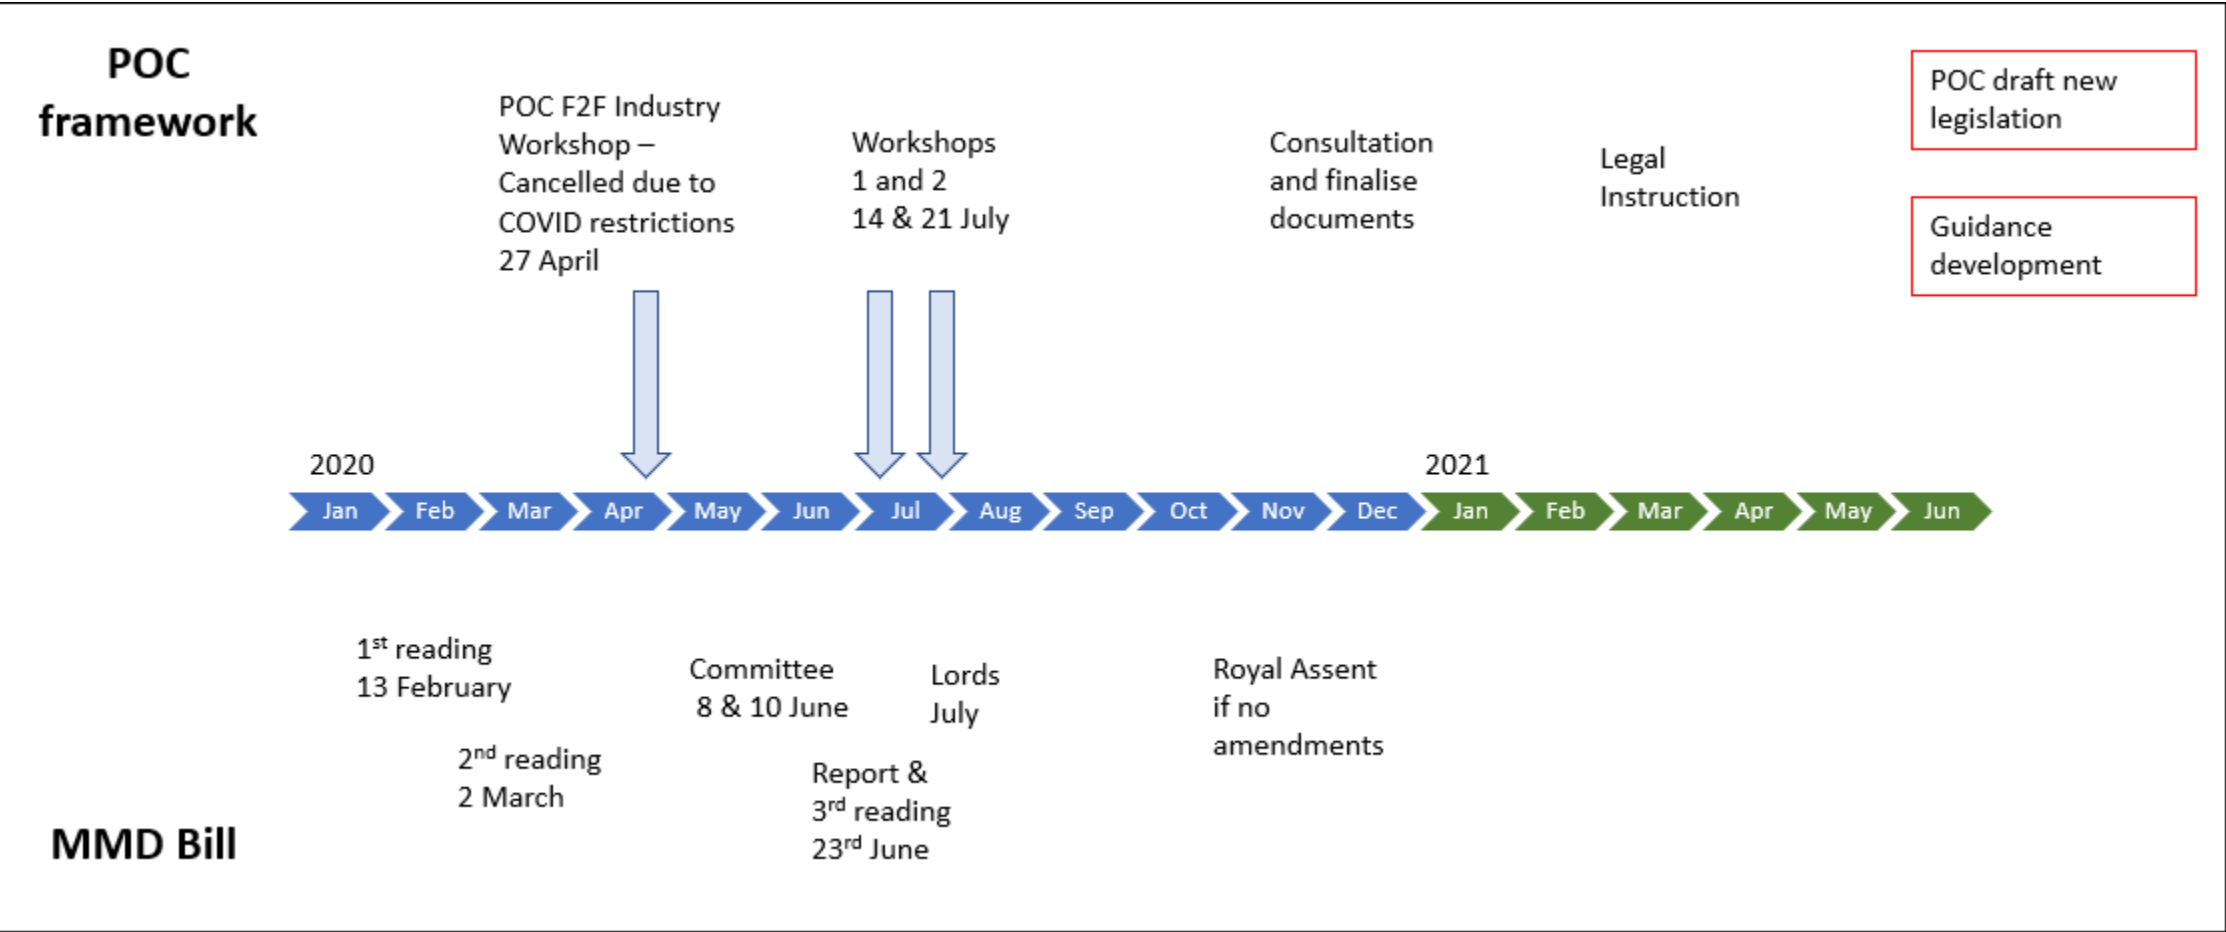 POC
framework
POC F2F Industry
Workshop –
Cancelled due to
COVID restrictions
27 April
Workshops
1 and 2
14 & 21 July
Consultation
and finalise
documents
Legal
Instruction
POC draft new
legislation
Guidance
development
2020
2021
Jan Feb Mar Apr May Jun Jul Aug Sep Oct Nov Dec Jan Feb Mar Apr May Jun
1st reading
13 February
2nd reading
2 March
Committee
8 & 10 June
Report &
3rd reading
23rd June
Lords
July
Royal Assent
if no
amendments
MMD Bill